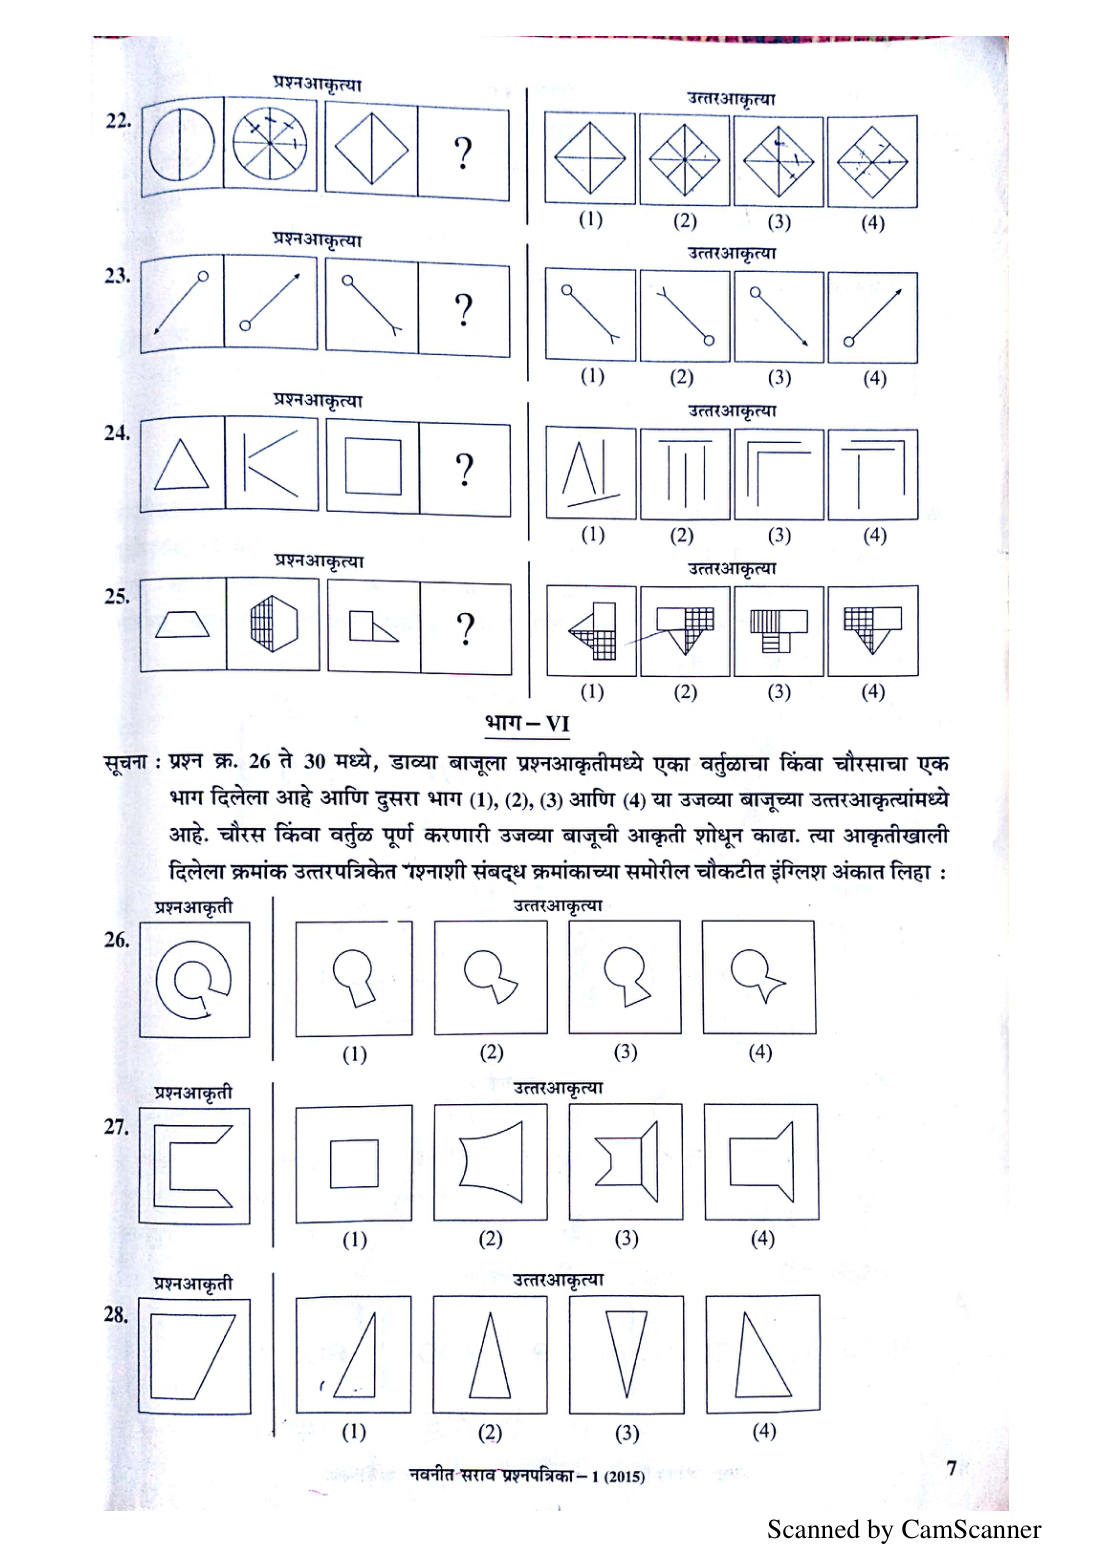 प्रश्नआकृत्या
उत्तरआकृत्या
22.
?
(1) (2) (3) (4)
प्रश्नआकृत्या
उत्तरआकृत्या
23.
?
(1) (2) (3) (4)
प्रश्नआकृत्या
उत्तरआकृत्या
24.
?
(1) (2) (3) (4)
प्रश्नआकृत्या
उत्तरआकृत्या
25.
?
(1) (2) (3) (4)
भाग – VI
सूचना : प्रश्न क्र. 26 ते 30 मध्ये, डाव्या बाजूला प्रश्नआकृतीमध्ये एका वर्तुळाचा किंवा चौरसाचा एक
भाग दिलेला आहे आणि दुसरा भाग (1), (2), (3) आणि (4) या उजव्या बाजूच्या उत्तरआकृत्यांमध्ये
आहे. चौरस किंवा वर्तुळ पूर्ण करणारी उजव्या बाजूची आकृती शोधून काढा. त्या आकृतीखाली
दिलेला क्रमांक उत्तरपत्रिकेत प्रश्नाशी संबद्ध क्रमांकाच्या समोरील चौकटीत इंग्लिश अंकात लिहा :
प्रश्नआकृती
उत्तरआकृत्या
26.
(1) (2) (3) (4)
प्रश्नआकृती
उत्तरआकृत्या
27.
(1) (2) (3) (4)
प्रश्नआकृती
उत्तरआकृत्या
28.
(1) (2) (3) (4)
नवनीत सराव प्रश्नपत्रिका – 1 (2015)
7
Scanned by CamScanner